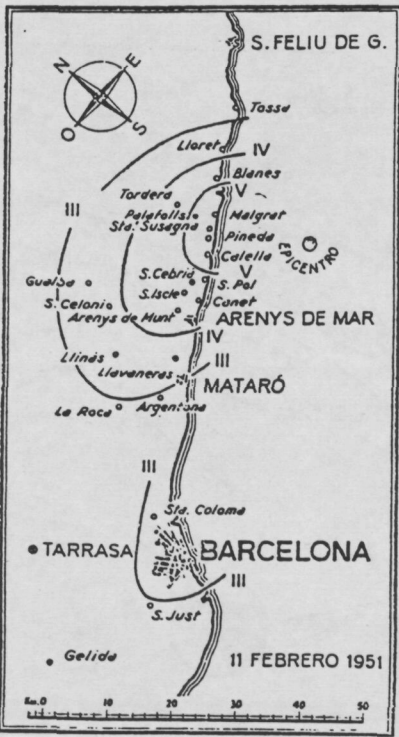 S. FELIU DE G.
N
E
O
S
Tossa
Lloret
IV
Blanes
V
III
Tordera
Palafolls
Malgrat
Sta. Susagna
Pineda
EPICENTRO
Calella
V
S. Cebriá
S. Pol
Gualba
S. Iscle
Canet
S. Celoni
Arenys de Munt
ARENYS DE MAR
IV
Llinás
III
Llavaneras
MATARÓ
La Roca
Argentona
III
Sta. Coloma
TARRASA
BARCELONA
III
S. Just
Gelida
11 FEBRERO 1951
Km. 0
10
20
30
40
50